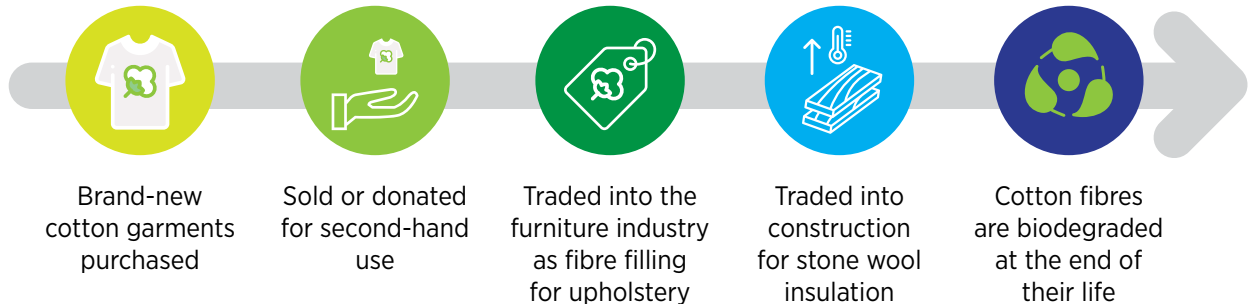 Brand-new
cotton garments
purchased
Sold or donated
for second-hand
use
Traded into the
furniture industry
as fibre filling
for upholstery
Traded into
construction
for stone wool
insulation
Cotton fibres
are biodegraded
at the end of
their life